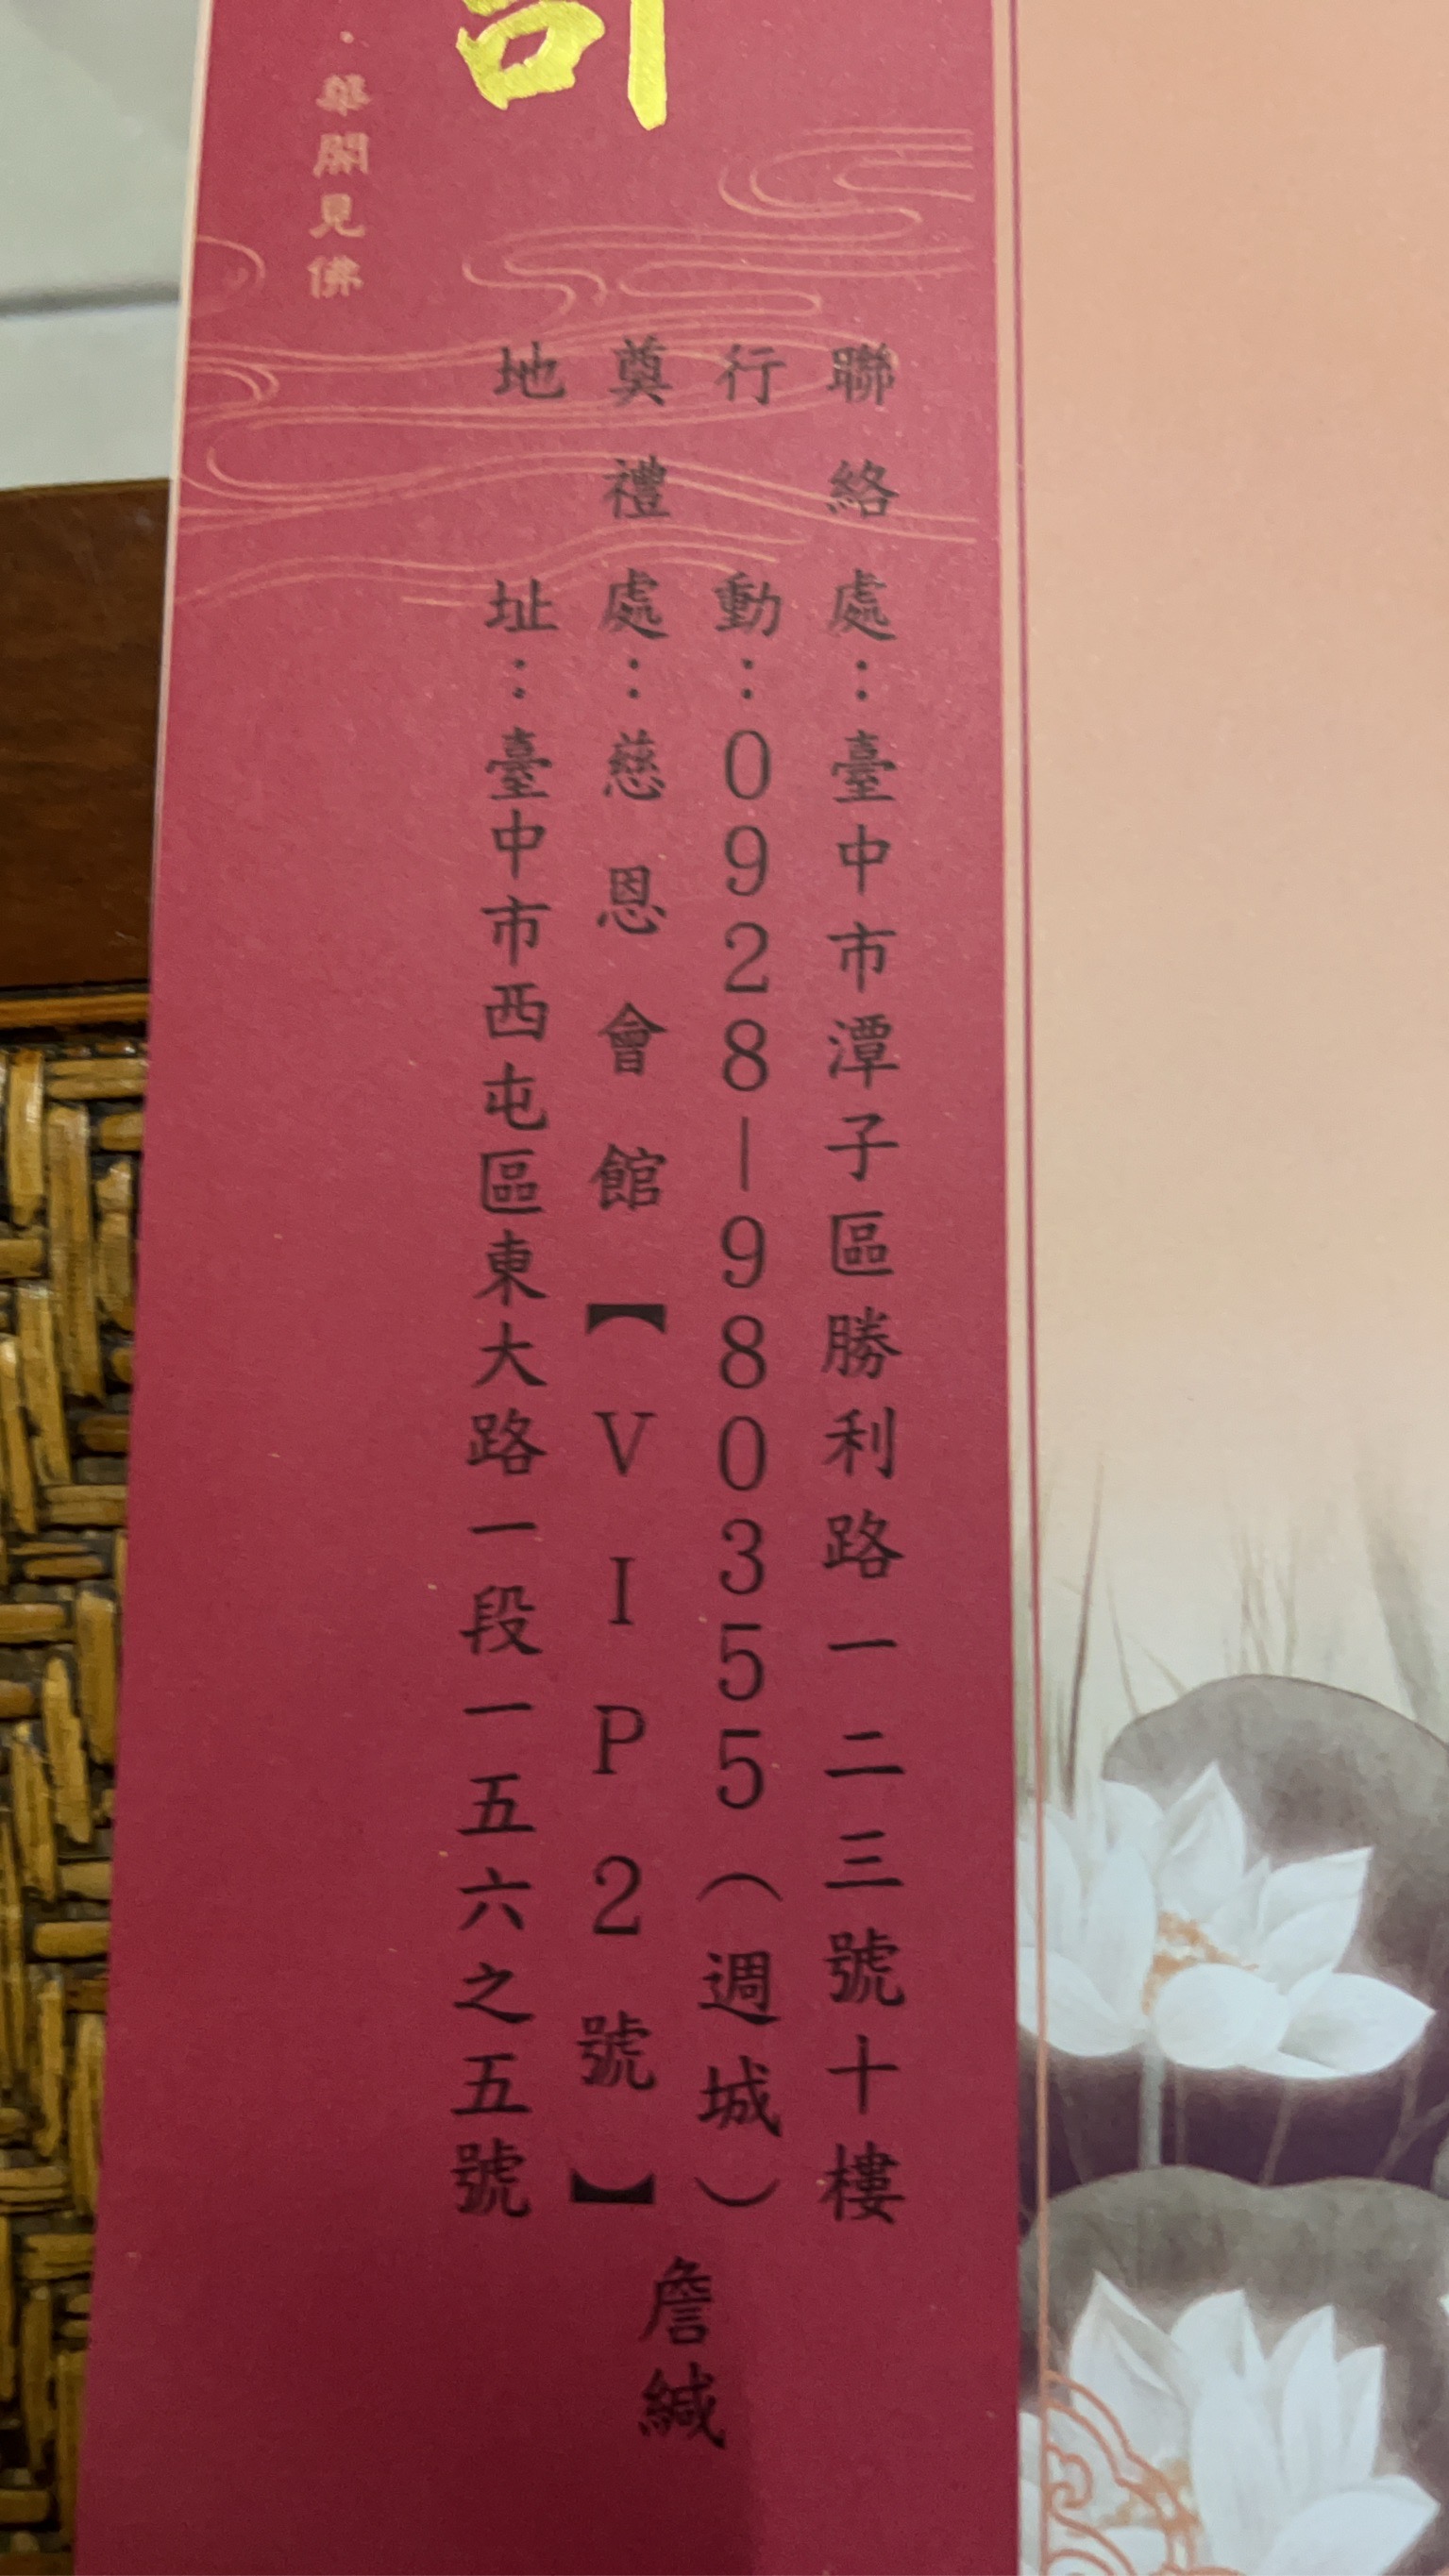 聯絡處：臺中市潭子區勝利路一二三號十樓
行動：0928－980355（週城）
奠禮處：慈恩會館【VIP2號】
地址：臺中市西屯區東大路一段一五六之五號
詹緘
華開見佛